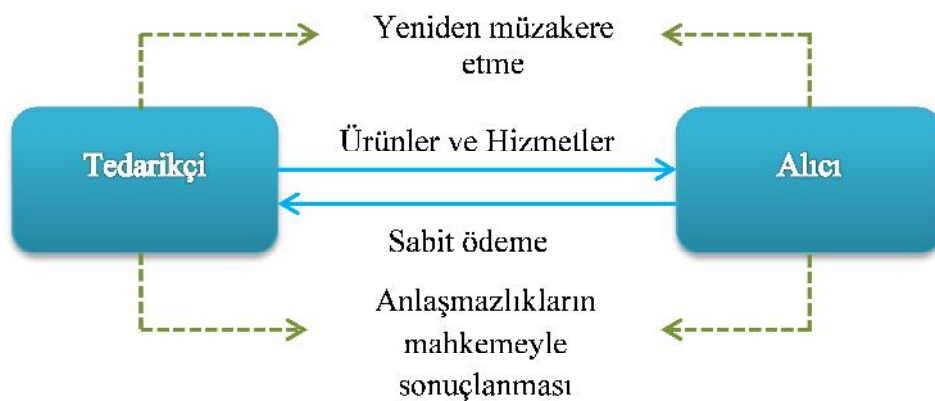 Yeniden müzakere
etme
Tedarikçi
Ürünler ve Hizmetler
Alıcı
Sabit ödeme
Anlaşmazlıkların
mahkemeyle
sonuçlanması